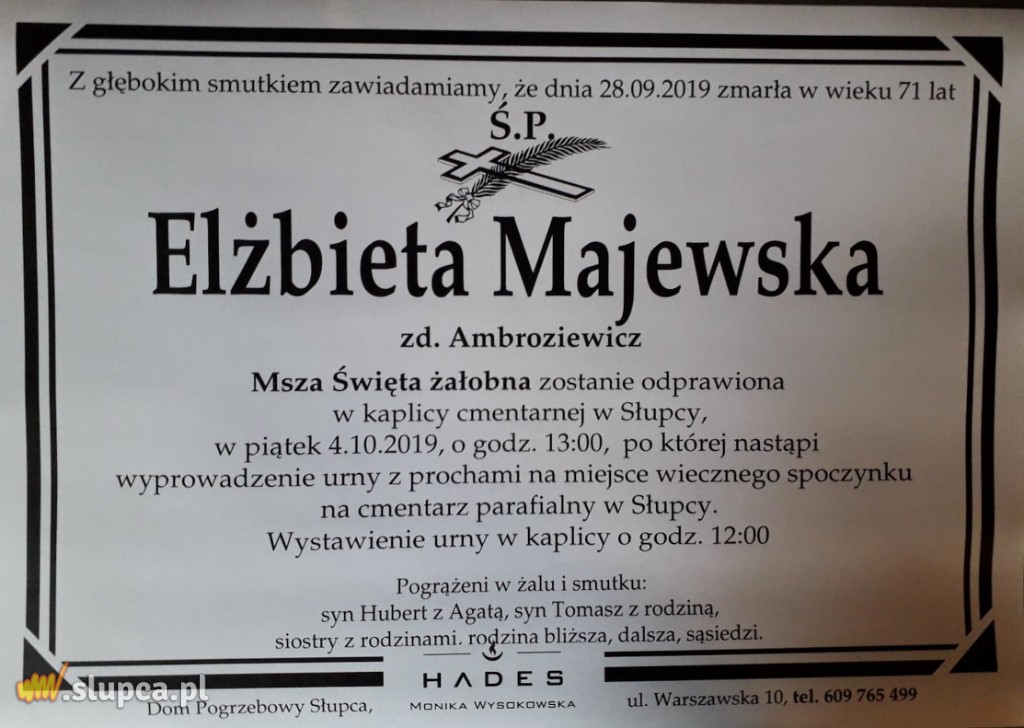 Z głębokim smutkiem zawiadamiamy, że dnia 28.09.2019 zmarła w wieku 71 lat
Ś.P.
Elżbieta Majewska
zd. Ambroziewicz
Msza Święta żałobna zostanie odprawiona
w kaplicy cmentarnej w Słupcy,
w piątek 4.10.2019, o godz. 13:00, po której nastąpi
wyprowadzenie urny z prochami na miejsce wiecznego spoczynku
na cmentarz parafialny w Słupcy.
Wystawienie urny w kaplicy o godz. 12:00
Pogrążeni w żalu i smutku:
syn Hubert z Agatą, syn Tomasz z rodziną,
siostry z rodzinami. rodzina bliższa, dalsza, sąsiedzi.
www.slupca.pl
Dom Pogrzebowy Słupca,
HADES
MONIKA WYSOKOWSKA
ul. Warszawska 10, tel. 609 765 499